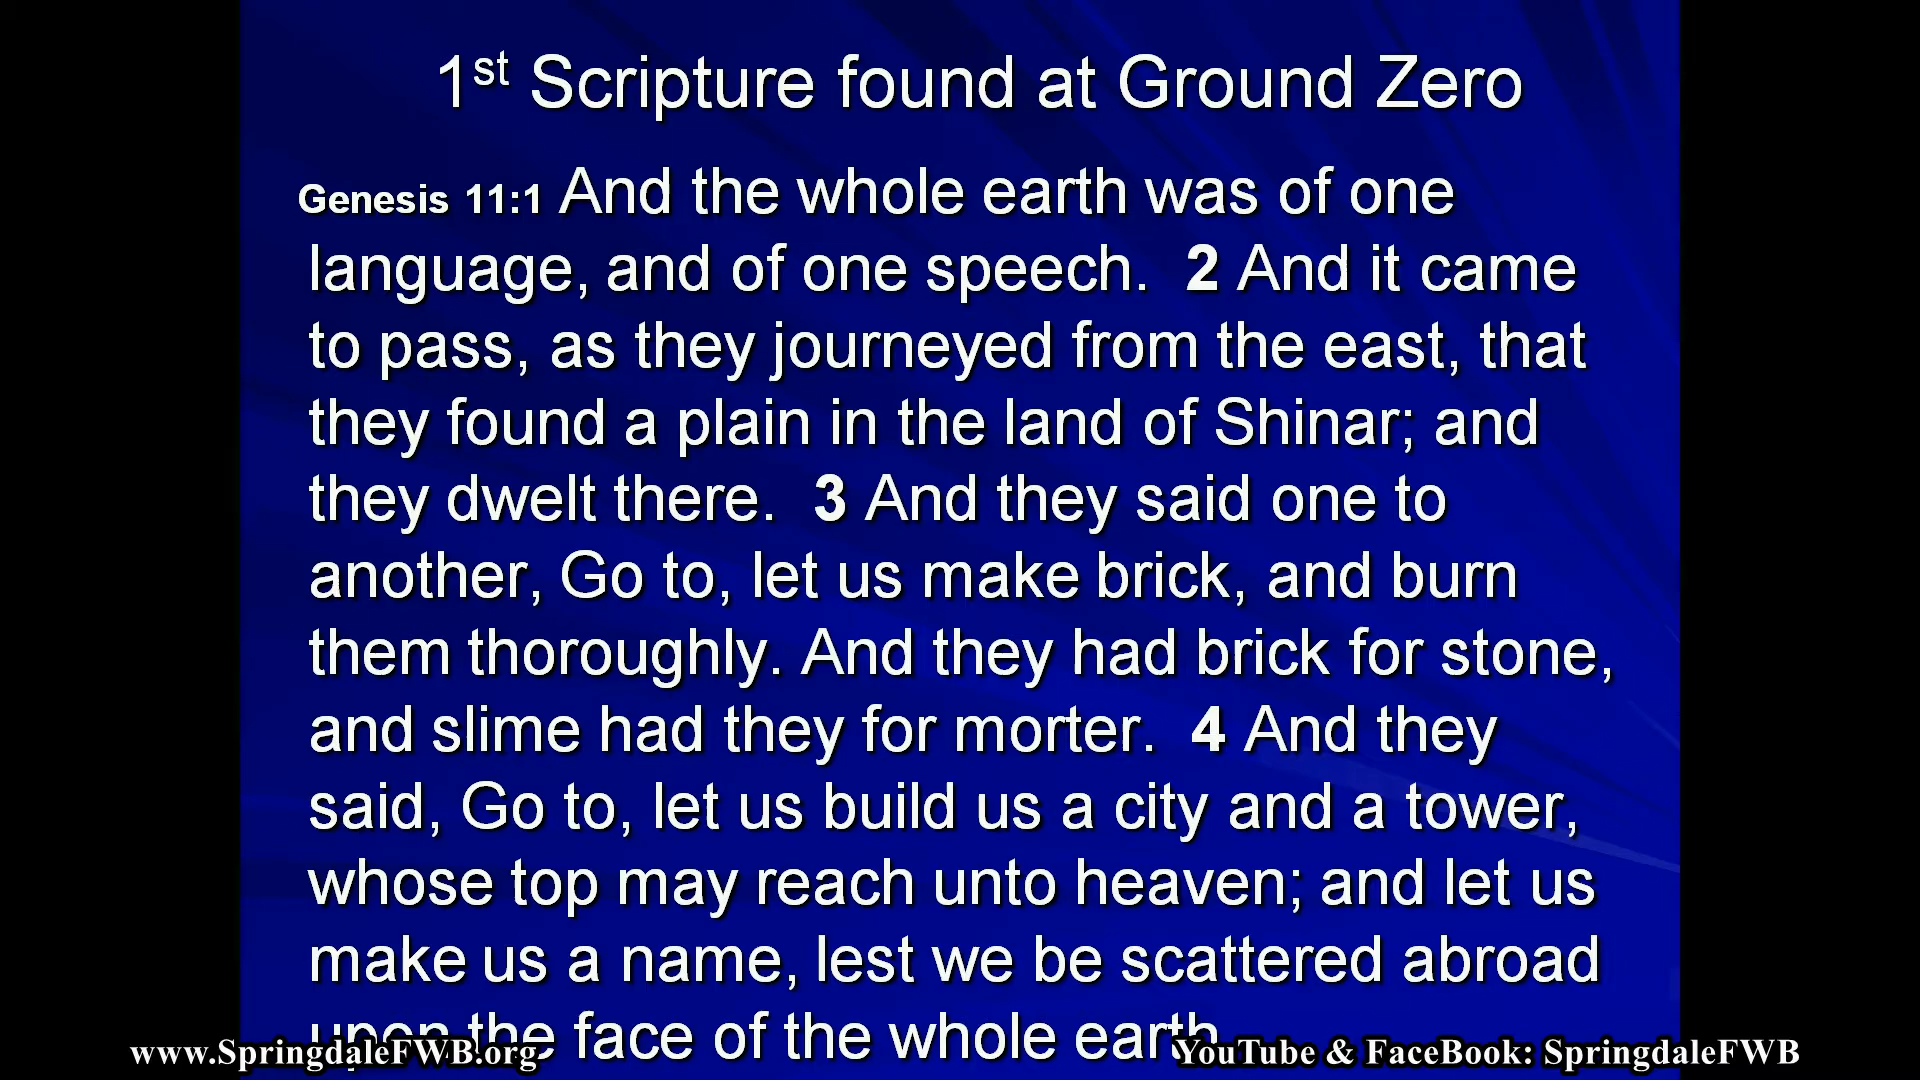 1st Scripture found at Ground Zero
Genesis 11:1 And the whole earth was of one
language, and of one speech. 2 And it came
to pass, as they journeyed from the east, that
they found a plain in the land of Shinar; and
they dwelt there. 3 And they said one to
another, Go to, let us make brick, and burn
them thoroughly. And they had brick for stone,
and slime had they for morter. 4 And they
said, Go to, let us build us a city and a tower,
whose top may reach unto heaven; and let us
make us a name, lest we be scattered abroad
upon the face of the whole earth
www.SpringdaleFWB.org
YouTube & FaceBook: SpringdaleFWB